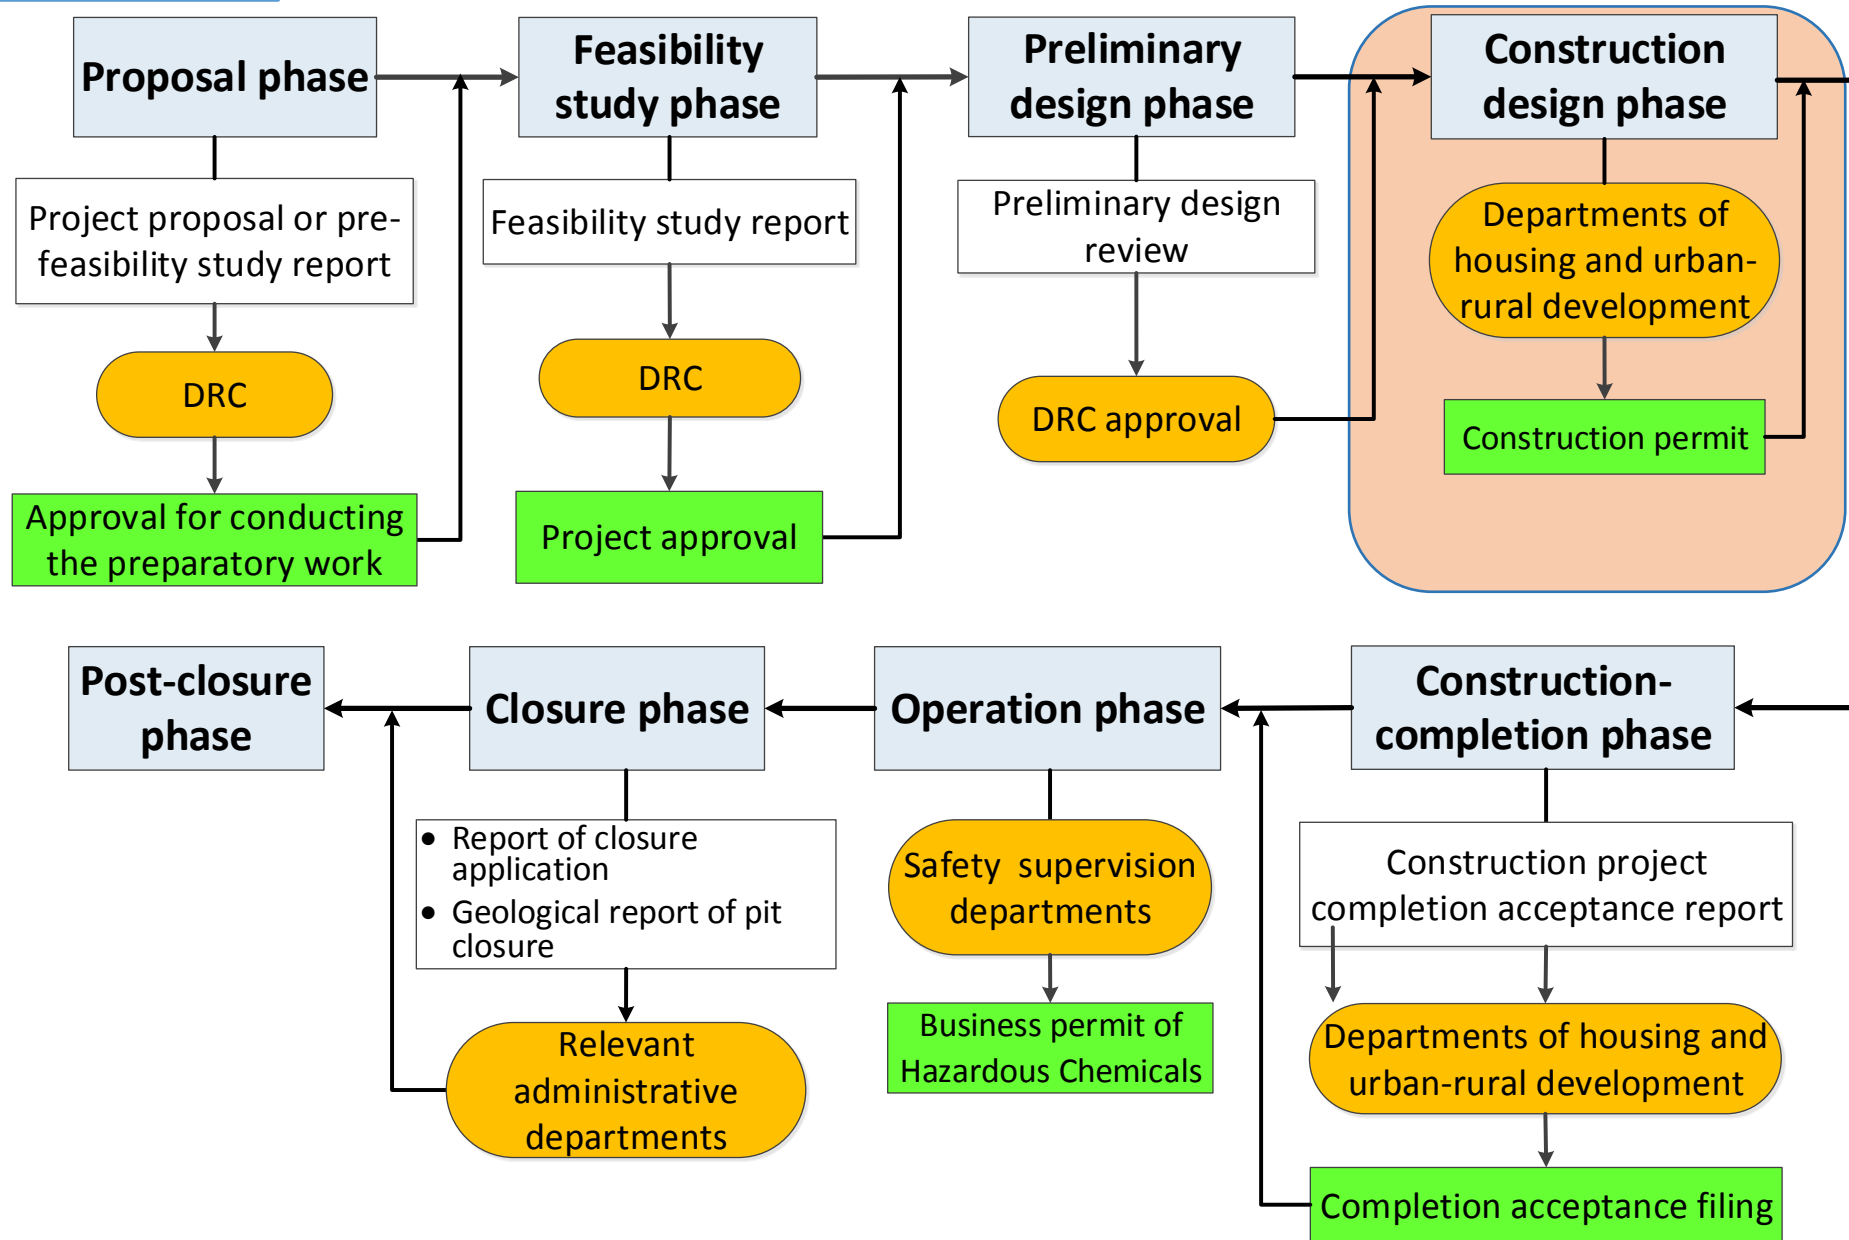 Proposal phase
Feasibility
study phase
Preliminary
design phase
Construction
design phase
Project proposal or pre-
feasibility study report
Feasibility study report
Preliminary design
review
Departments of
housing and urban-
rural development
DRC
DRC
DRC approval
Construction permit
Approval for conducting
the preparatory work
Project approval
Post-closure
phase
Closure phase
Operation phase
Construction-
completion phase
• Report of closure
application
• Geological report of pit
closure
Safety supervision
departments
Construction project
completion acceptance report
Relevant
administrative
departments
Business permit of
Hazardous Chemicals
Departments of housing and
urban-rural development
Completion acceptance filing